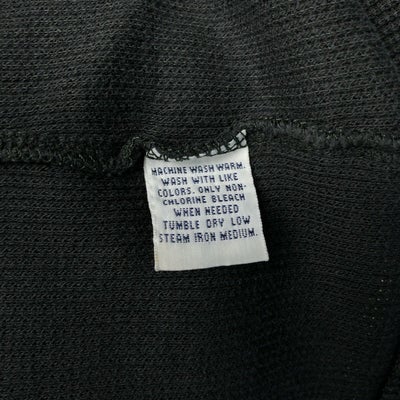 MACHINE WASH WARM.
WASH WITH LIKE
COLORS. ONLY NON-
CHLORINE BLEACH
WHEN NEEDED
TUMBLE DRY LOW
STEAM IRON MEDIUM.